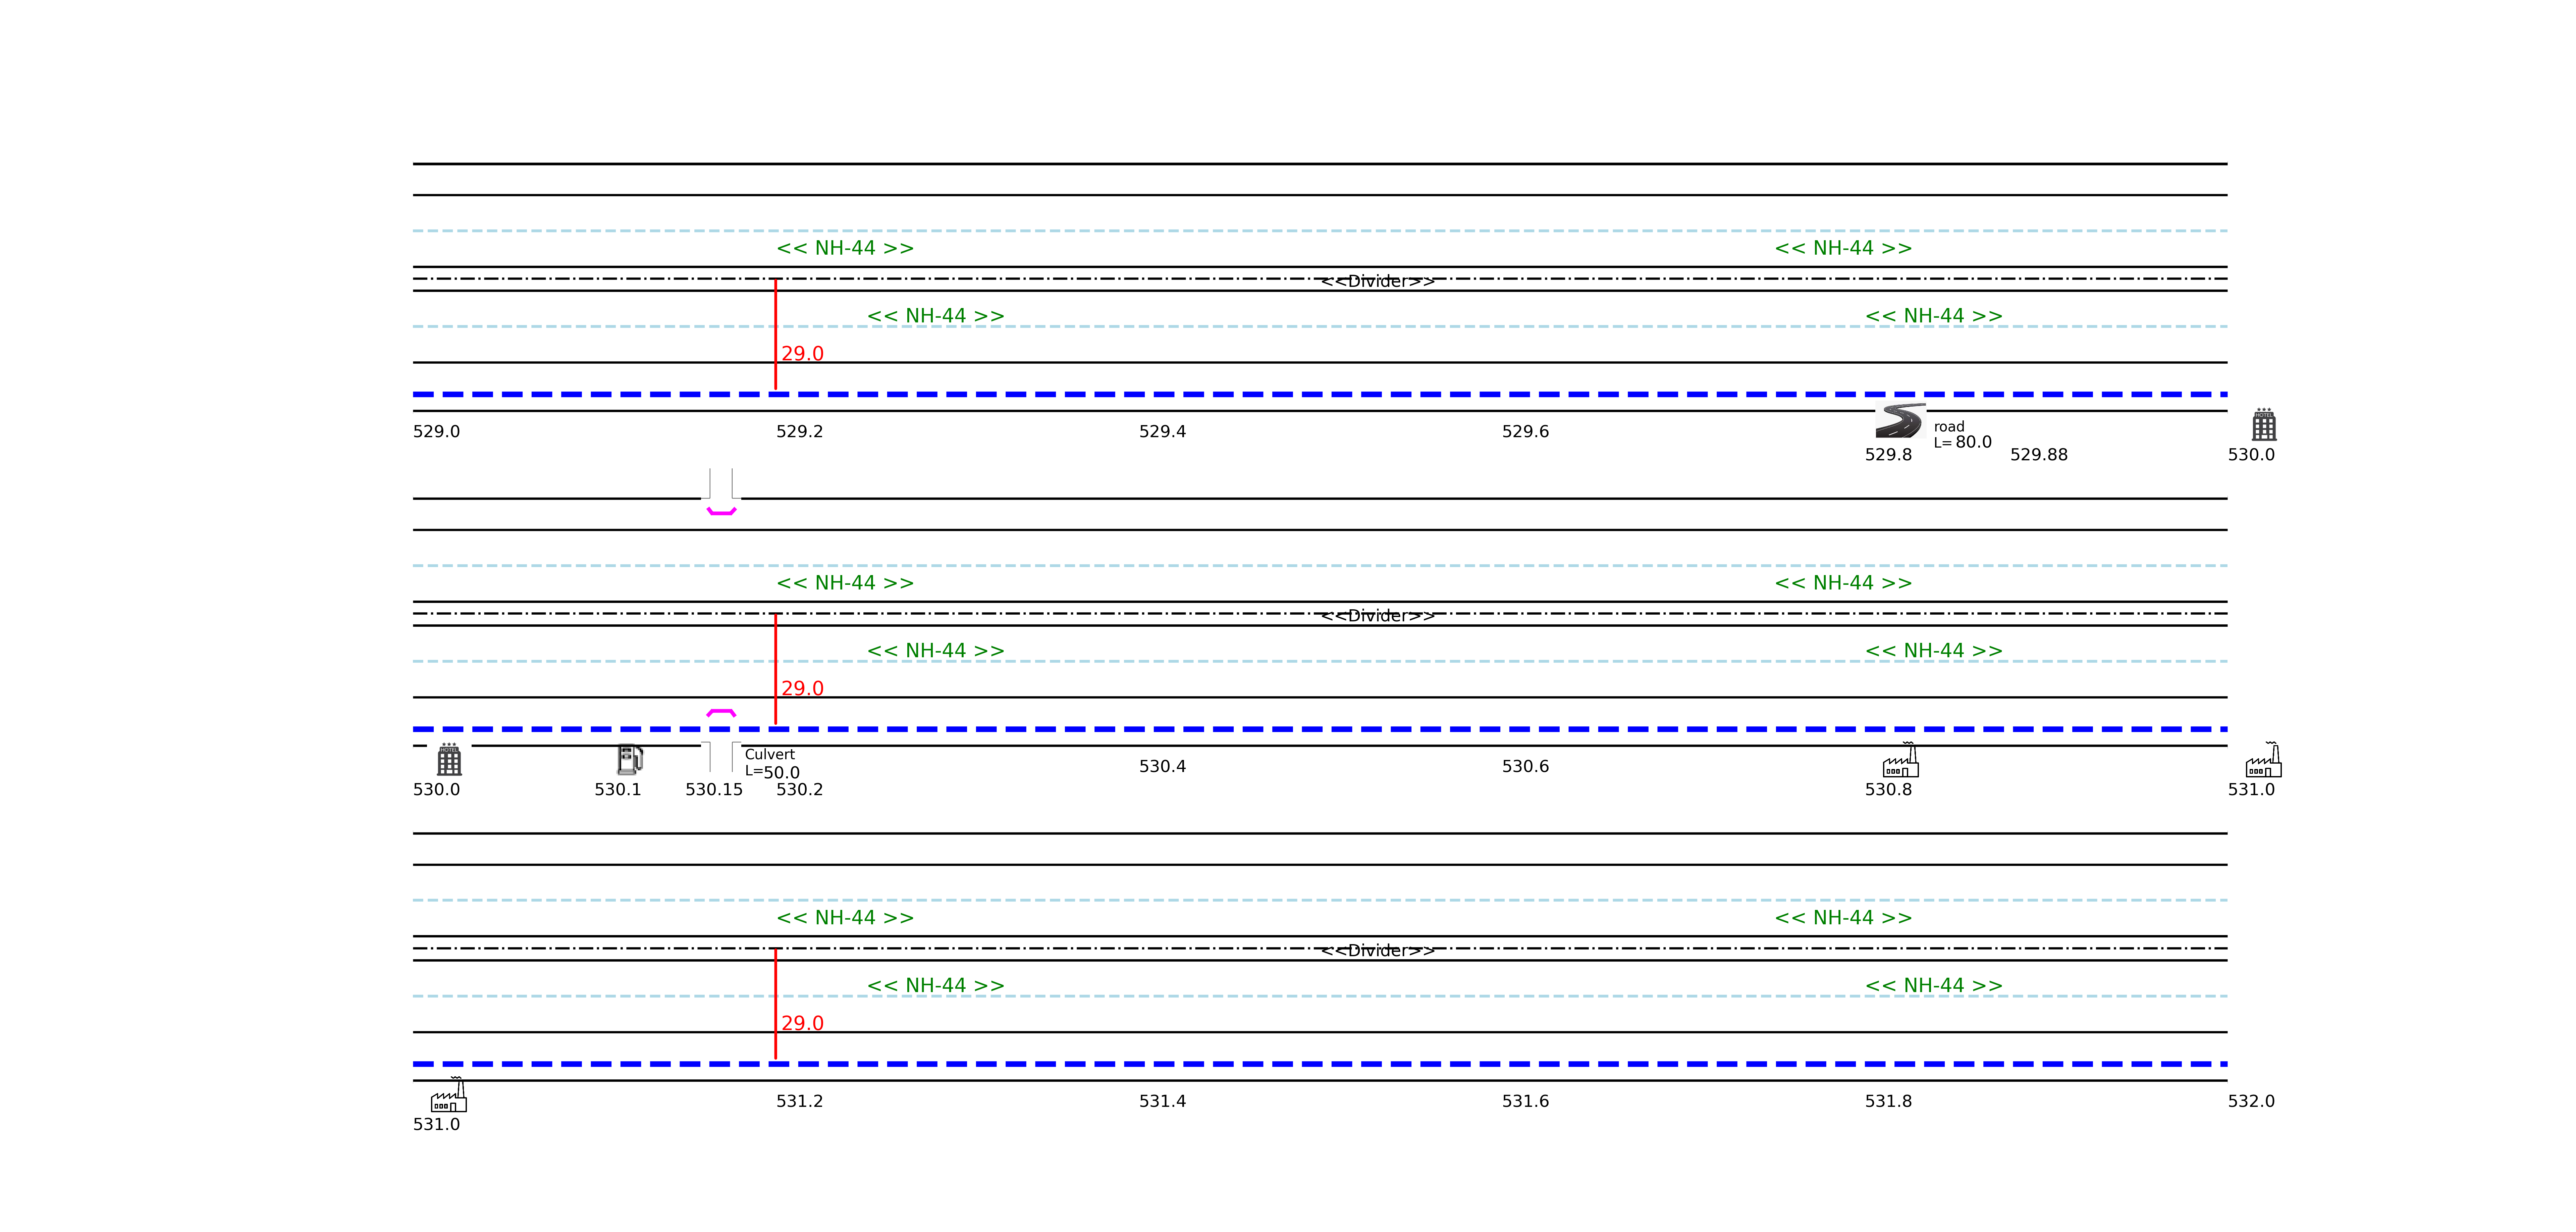 << NH-44 >> << NH-44 >>
<<Divider>>
<< NH-44 >> << NH-44 >>
29.0
529.0 529.2 529.4 529.6
road
L= 80.0
529.8 529.88 530.0
HOTEL
<< NH-44 >> << NH-44 >>
<<Divider>>
<< NH-44 >> << NH-44 >>
29.0
HOTEL
Culvert
L=50.0
530.4 530.6
530.0 530.1 530.15 530.2 530.8 531.0
<< NH-44 >> << NH-44 >>
<<Divider>>
<< NH-44 >> << NH-44 >>
29.0
531.2 531.4 531.6 531.8 532.0
531.0